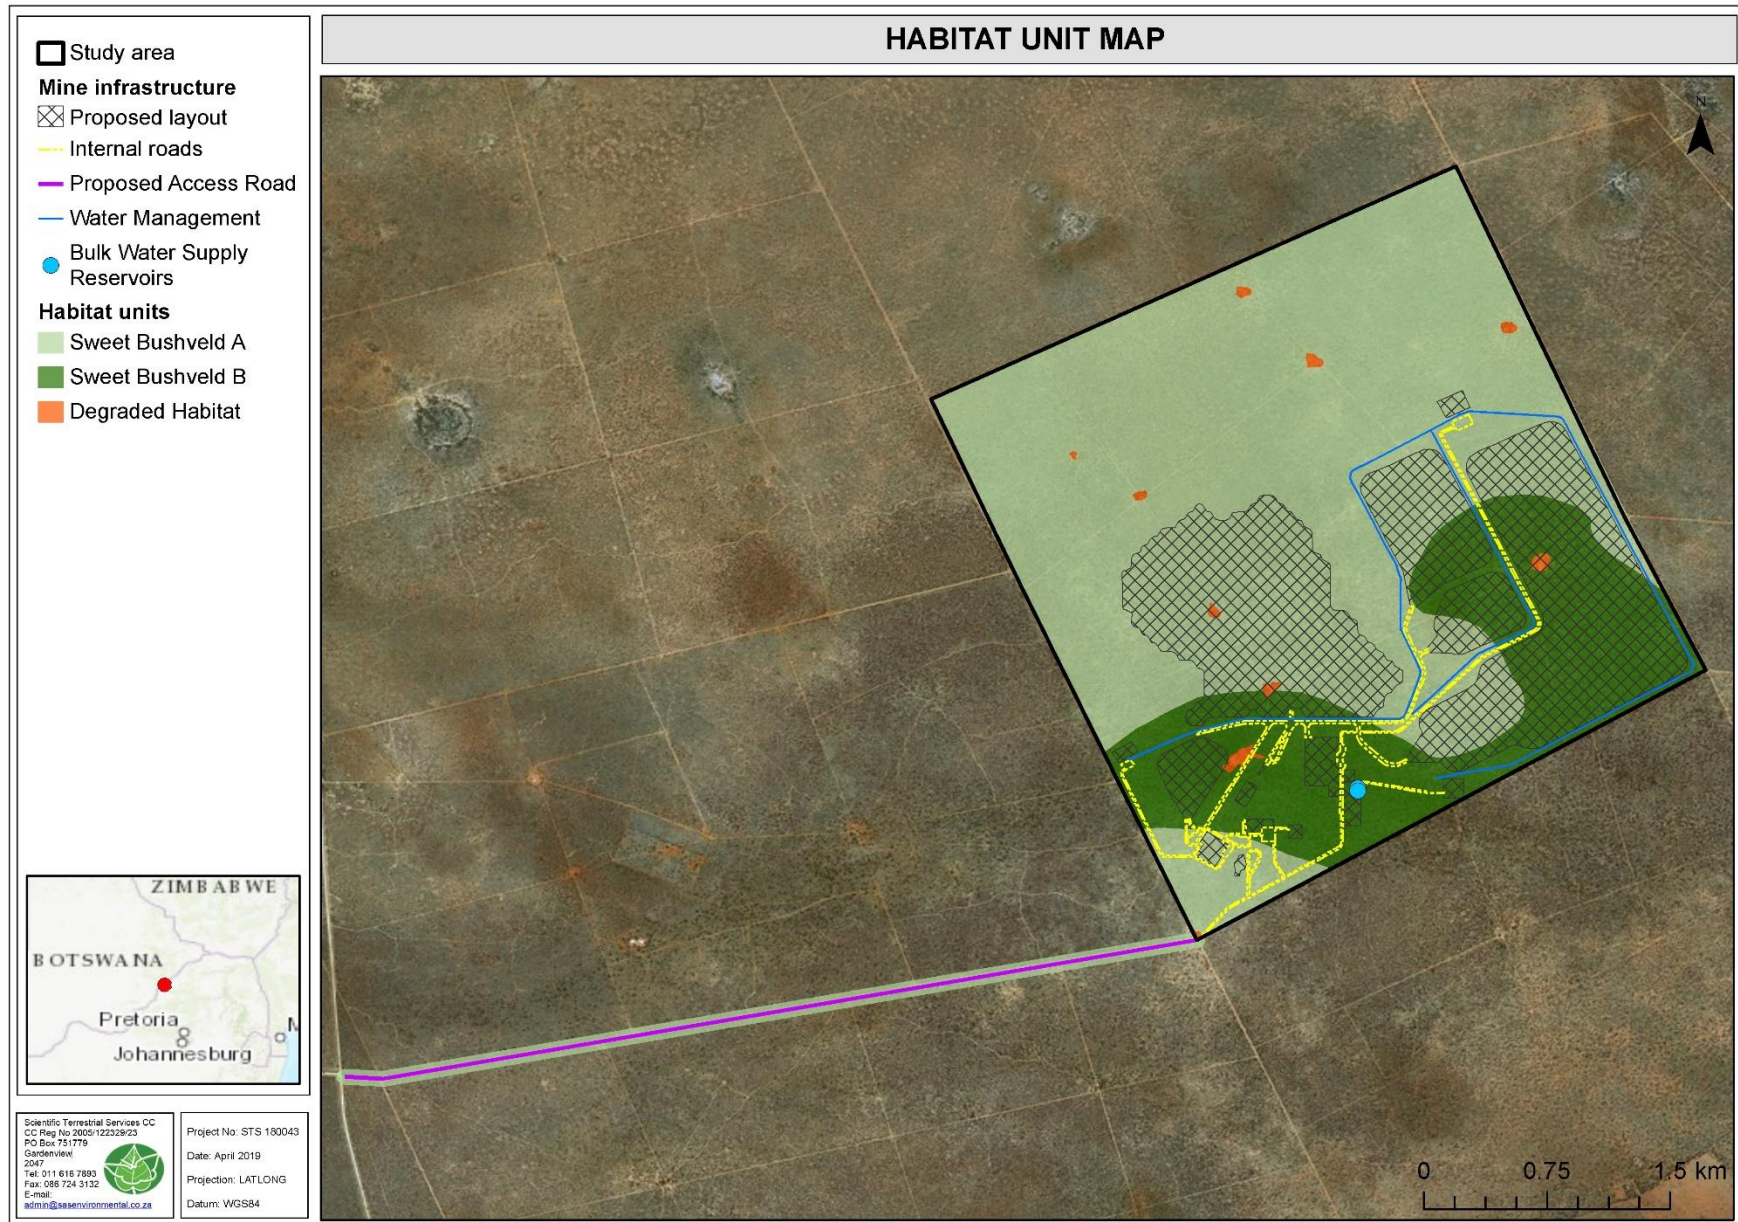 HABITAT UNIT MAP
Study area
Mine infrastructure
Proposed layout
Internal roads
Proposed Access Road
Water Management
Bulk Water Supply
Reservoirs
Habitat units
Sweet Bushveld A
Sweet Bushveld B
Degraded Habitat
N
ZIMBABWE
BOTSWANA
Pretoria
Johannesburg
M
Scientific Terrestrial Services CC
CC Reg No 2005/122329/23
PO Box 751779
Gardenview
2047
Tel: 011 616 7893
Fax: 086 724 3132
E-mail:
admin@sasenvironmental.co.za
Project No: STS 180043
Date: April 2019
Projection: LATLONG
Datum: WGS84
0 0.75 1.5 km